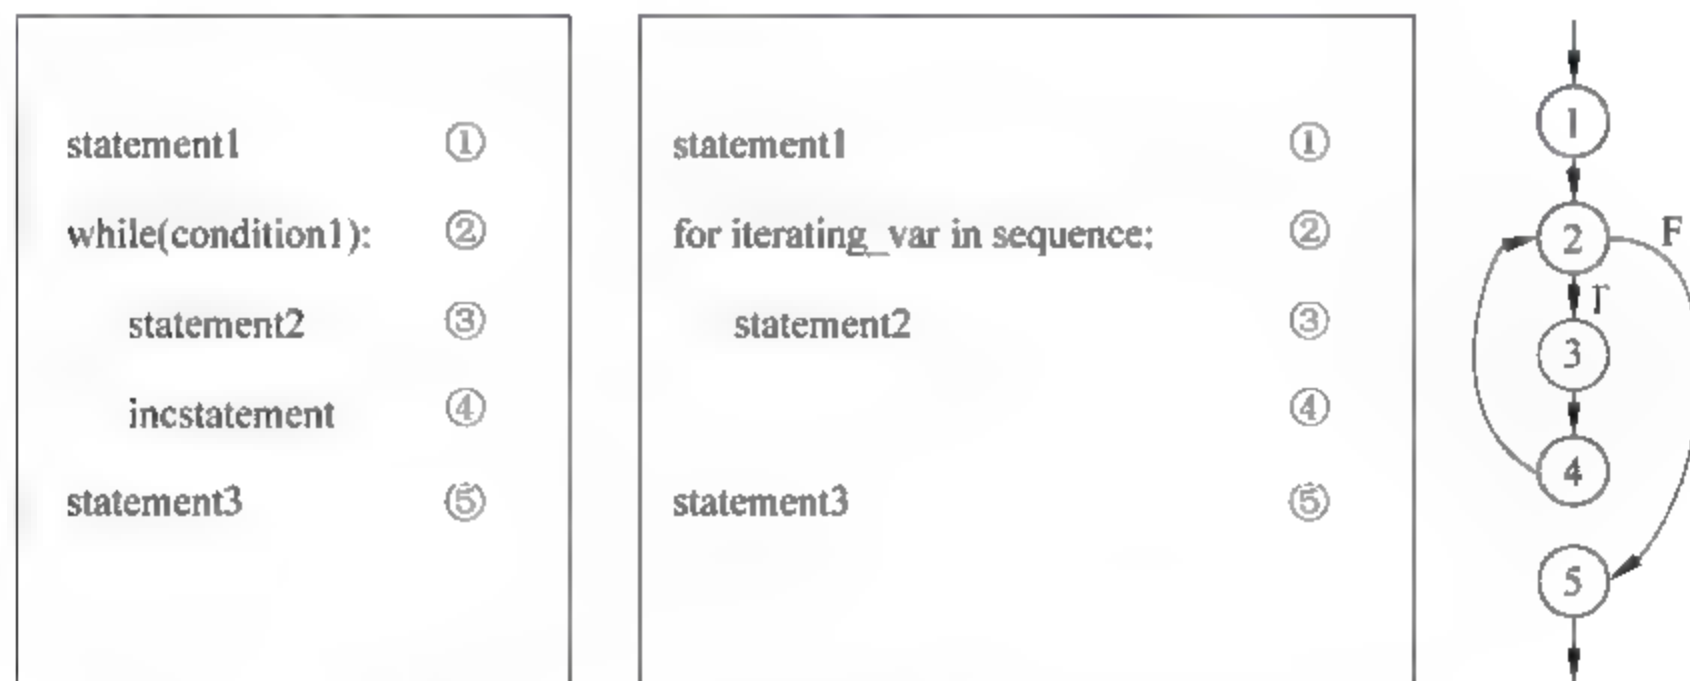 statement1 ①
while(condition1): ②
statement2 ③
incstatement ④
statement3 ⑤
statement1 ①
for iterating_var in sequence: ②
statement2 ③
④
statement3 ⑤
1
2 F
T
3
4
5